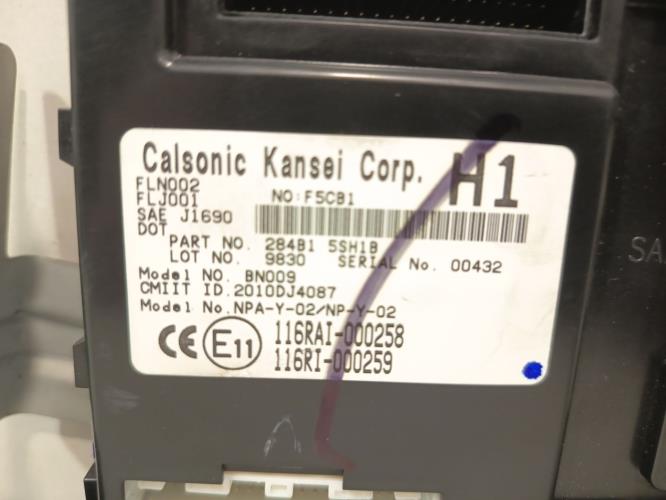 Calsonic Kansei Corp. H1
FLN002
FLJ001 NO:F5CB1
SAE J1690
DOT
PART NO. 284B1 5SH1B
LOT NO. 9830 SERIAL No. 00432
Model NO. BN009
CMIIT ID.2010DJ4087
Model No.NPA-Y-02/NP-Y-02
CE E11 116RAI-000258
116RI-000259